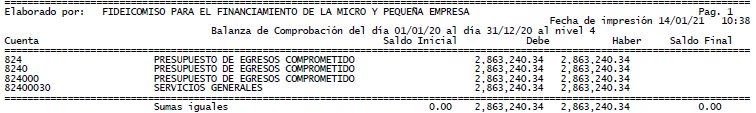 Elaborado por: FIDEICOMISO PARA EL FINANCIAMIENTO DE LA MICRO Y PEQUEÑA EMPRESA Pag. 1
Fecha de impresión 14/01/21 10:38
Balanza de Comprobación del día 01/01/20 al día 31/12/20 al nivel 4
Cuenta Saldo Inicial Debe Haber Saldo Final
824 PRESUPUESTO DE EGRESOS COMPROMETIDO 2,863,240.34 2,863,240.34
8240 PRESUPUESTO DE EGRESOS COMPROMETIDO 2,863,240.34 2,863,240.34
824000 PRESUPUESTO DE EGRESOS COMPROMETIDO 2,863,240.34 2,863,240.34
82400030 SERVICIOS GENERALES 2,863,240.34 2,863,240.34
Sumas iguales 0.00 2,863,240.34 2,863,240.34 0.00